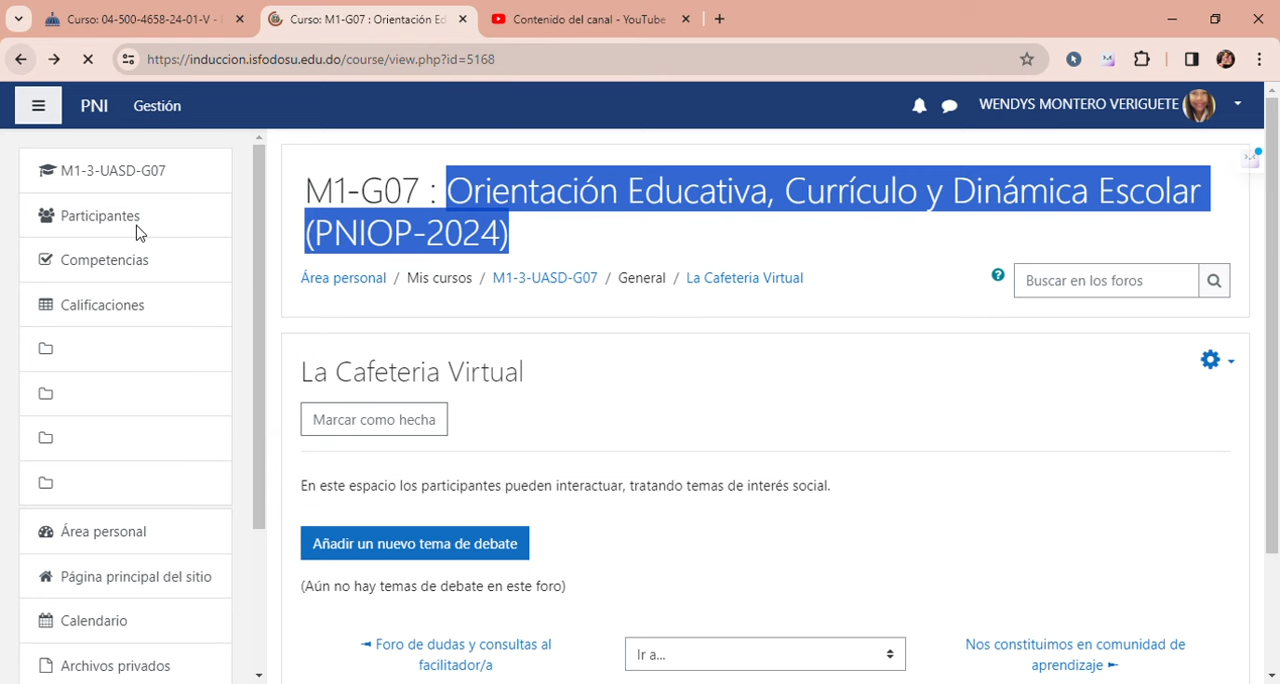 Curso: 04-500-4658-24-01-V -
Curso: M1-G07 : Orientación Ed
Contenido del canal - YouTube
https://induccion.isfodosu.edu.do/course/view.php?id=5168
PNI
Gestión
WENDYS MONTERO VERIGUETE
M1-3-UASD-G07
Participantes
Competencias
Calificaciones
Área personal
Página principal del sitio
Calendario
Archivos privados
M1-G07 : Orientación Educativa, Currículo y Dinámica Escolar
(PNIOP-2024)
Área personal / Mis cursos / M1-3-UASD-G07 / General / La Cafeteria Virtual
Buscar en los foros
La Cafeteria Virtual
Marcar como hecha
En este espacio los participantes pueden interactuar, tratando temas de interés social.
Añadir un nuevo tema de debate
(Aún no hay temas de debate en este foro)
◄ Foro de dudas y consultas al
facilitador/a
Ir a...
Nos constituimos en comunidad de
aprendizaje ►